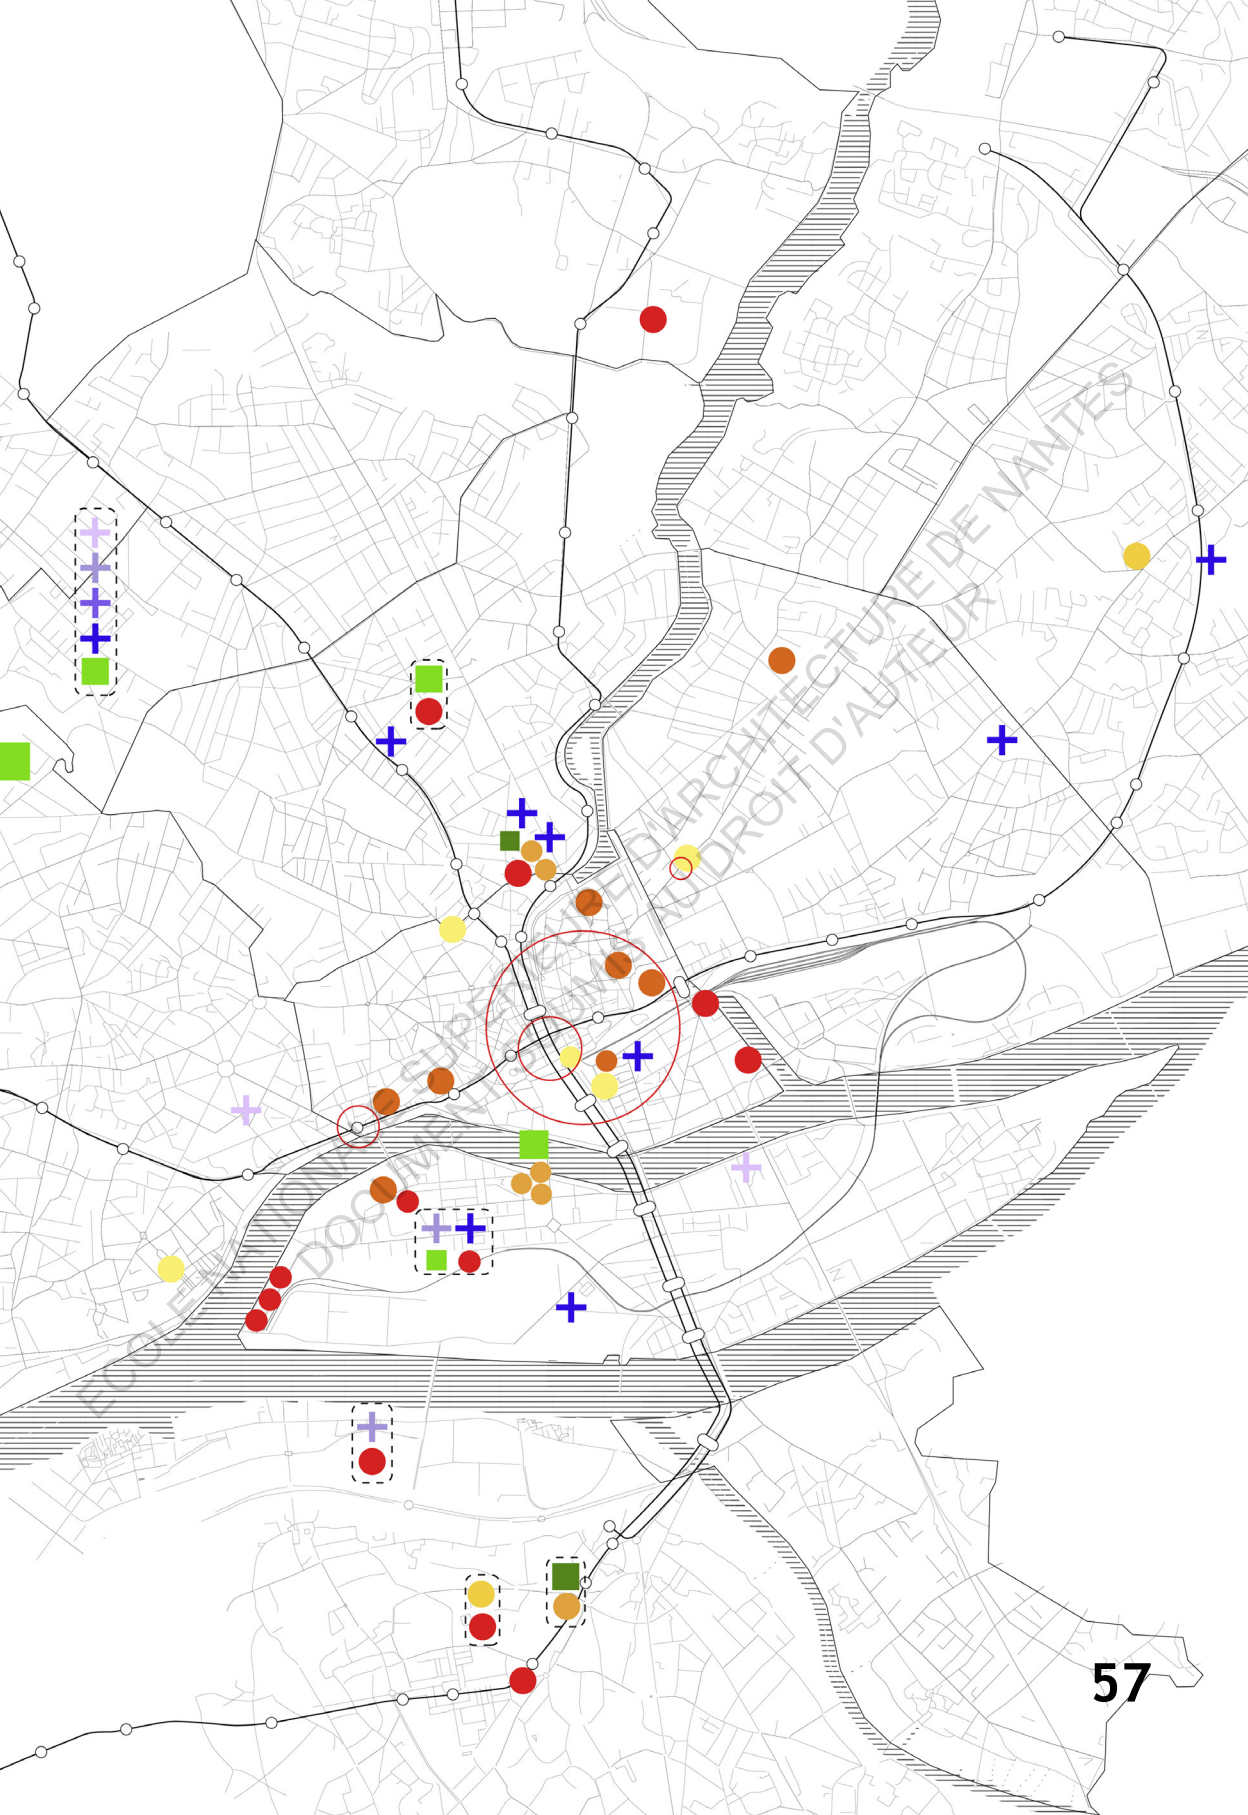 ECOLE NATIONALE SUPERIEURE D'ARCHITECTURE DE NANTES
DOCUMENT SOUMIS AU DROIT D'AUTEUR
57